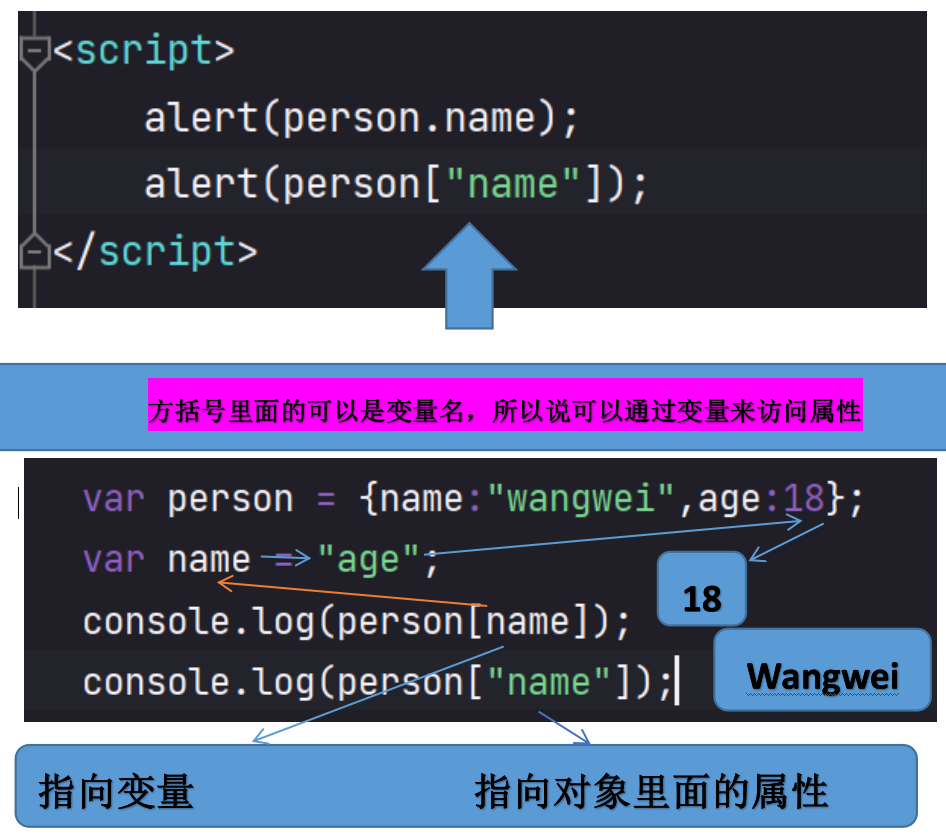 <script>
alert(person.name);
alert(person["name"]);
</script>
方括号里面的可以是变量名，所以说可以通过变量来访问属性
var person = {name:"wangwei",age:18};
var name = "age";
18
console.log(person[name]);
console.log(person["name"]);
Wangwei
指向变量 指向对象里面的属性